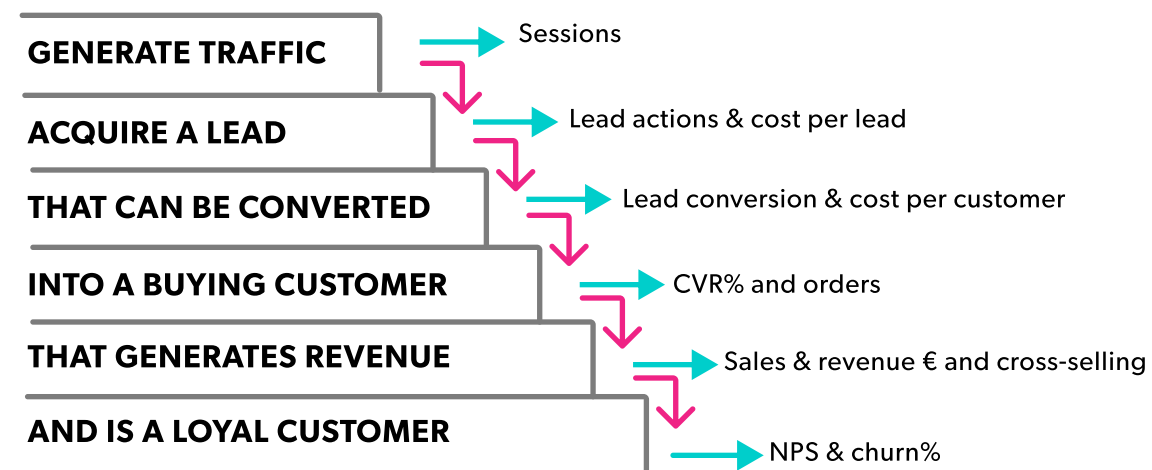 GENERATE TRAFFIC
Sessions
ACQUIRE A LEAD
Lead actions & cost per lead
THAT CAN BE CONVERTED
Lead conversion & cost per customer
INTO A BUYING CUSTOMER
CVR% and orders
THAT GENERATES REVENUE
Sales & revenue € and cross-selling
AND IS A LOYAL CUSTOMER
NPS & churn%